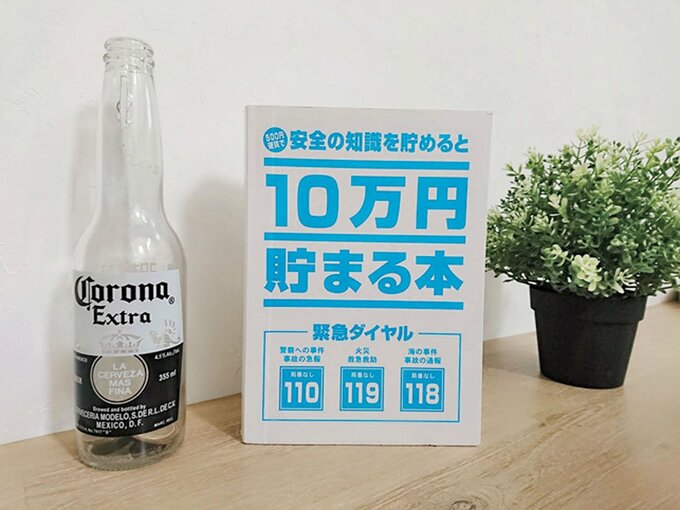 Corona®
Extra
4.5% Alc./Vol.
LA
CERVEZA
MAS
FINA
355 ml
Brewed and bottled by
CERVECERIA MODELO, S. DE R.L. DE C.V.
MEXICO, D.F.
500円
硬貨で
安全の知識を貯めると
10万円
貯まる本
緊急ダイヤル
警察への事件
事故の急報
局番なし
110
火災
救急救助
局番なし
119
海の事件
事故の通報
局番なし
118